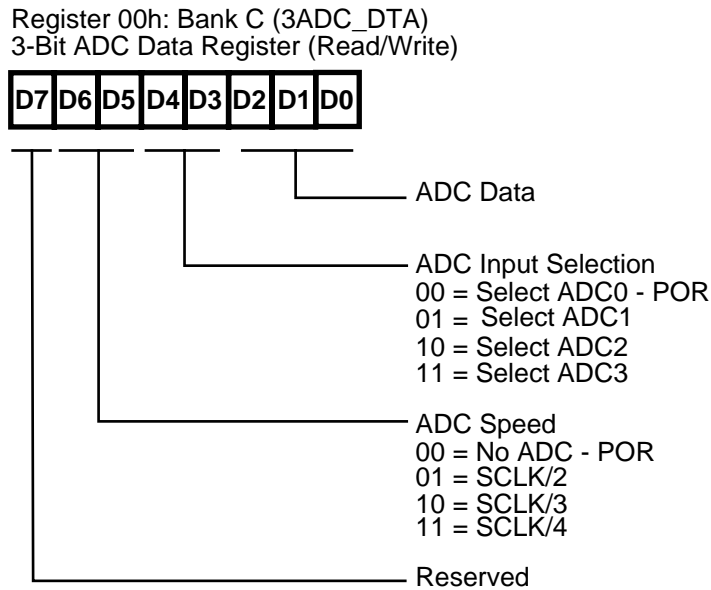 Register 00h: Bank C (3ADC_DTA)
3-Bit ADC Data Register (Read/Write)
D7 D6 D5 D4 D3 D2 D1 D0
ADC Data
ADC Input Selection
00 = Select ADC0 - POR
01 = Select ADC1
10 = Select ADC2
11 = Select ADC3
ADC Speed
00 = No ADC - POR
01 = SCLK/2
10 = SCLK/3
11 = SCLK/4
Reserved